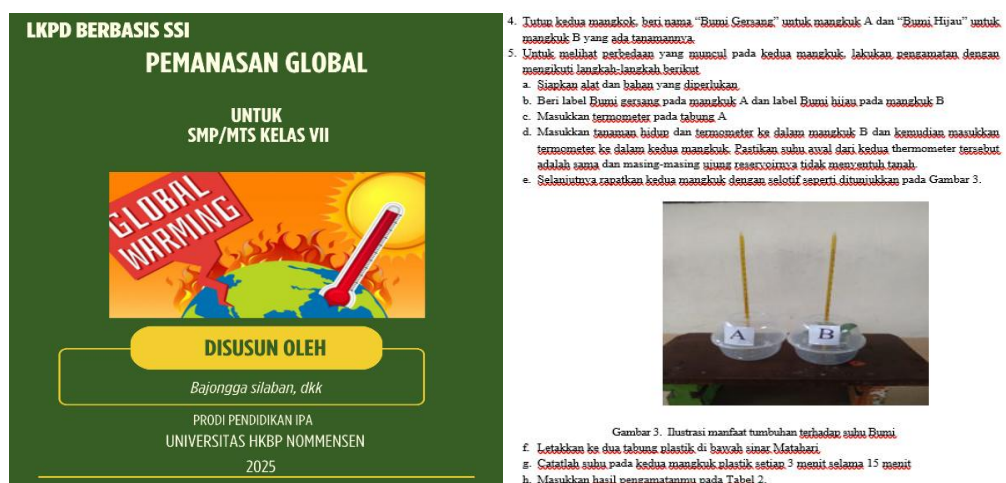 LKPD BERBASIS SSI
PEMANASAN GLOBAL
UNTUK
SMP/MTS KELAS VII
GLOBAL
WARMING
DISUSUN OLEH
Bajongga silaban, dkk
PRODI PENDIDIKAN IPA
UNIVERSITAS HKBP NOMMENSEN
2025
4. Tutup kedua mangkok, beri nama “Bumi Gersang” untuk mangkuk A dan “Bumi Hijau” untuk
mangkuk B yang ada tanamannya.
5. Untuk melihat perbedaan yang muncul pada kedua mangkuk, lakukan pengamatan dengan
mengikuti langkah-langkah berikut
a. Siapkan alat dan bahan yang diperlukan.
b. Beri label Bumi gersang pada mangkuk A dan label Bumi hijau pada mangkuk B
c. Masukkan termometer pada tabung A
d. Masukkan tanaman hidup dan termometer ke dalam mangkuk B dan kemudian masukkan
termometer ke dalam kedua mangkuk. Pastikan suhu awal dari kedua thermometer tersebut
adalah sama dan masing-masing ujung reservoirnya tidak menyentuh tanah.
e. Selanjutnya rapatkan kedua mangkuk dengan selotif seperti ditunjukkan pada Gambar 3.
A
B
Gambar 3. Ilustrasi manfaat tumbuhan terhadap suhu Bumi
f. Letakkan ke dua tabung plastik di bawah sinar Matahari.
g. Catatlah suhu pada kedua mangkuk plastik setiap 3 menit selama 15 menit
h. Masukkan hasil pengamatanmu pada Tabel 2.